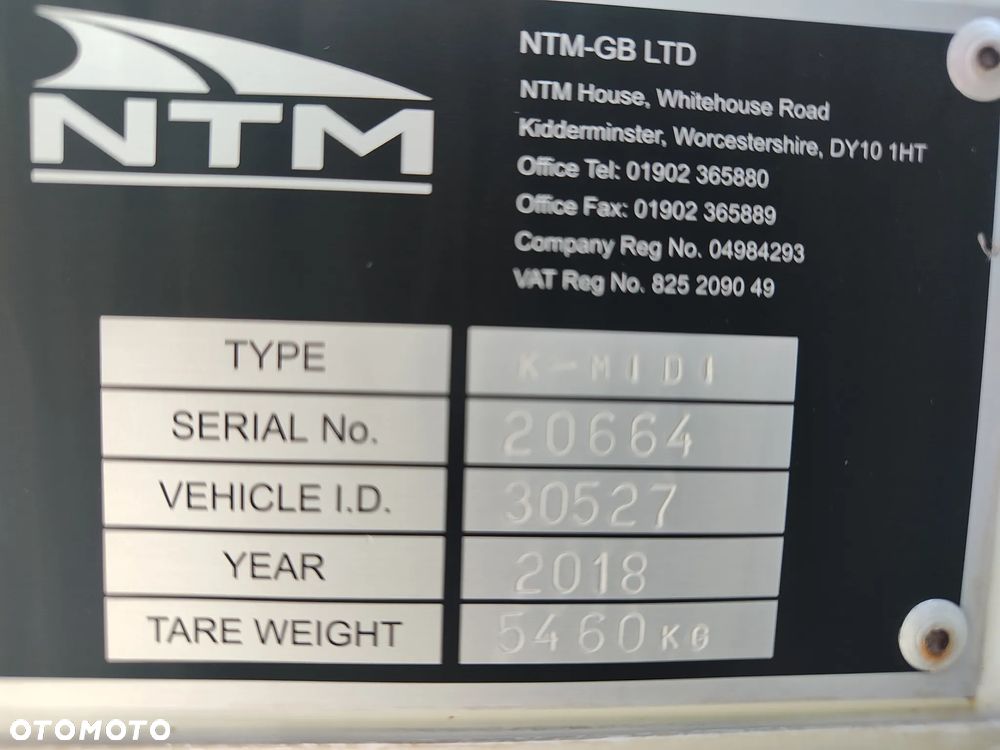 NTM
NTM-GB LTD
NTM House, Whitehouse Road
Kidderminster, Worcestershire, DY10 1HT
Office Tel: 01902 365880
Office Fax: 01902 365889
Company Reg No. 04984293
VAT Reg No. 825 2090 49
TYPE K-MIDI
SERIAL No. 20664
VEHICLE I.D. 30527
YEAR 2018
TARE WEIGHT 5460KG
OTOMOTO